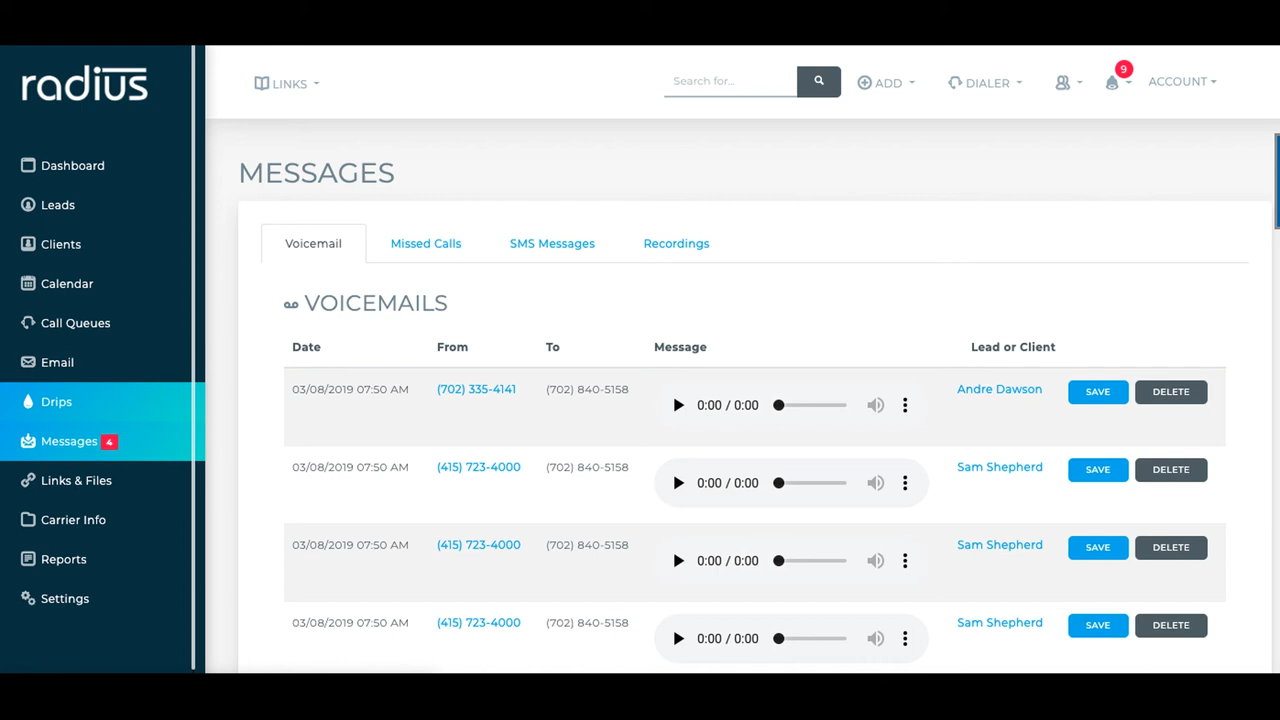 radius
LINKS
Search for...
ADD
DIALER
9
ACCOUNT
Dashboard
Leads
Clients
Calendar
Call Queues
Email
Drips
Messages 4
Links & Files
Carrier Info
Reports
Settings
MESSAGES
Voicemail Missed Calls SMS Messages Recordings
VOICEMAILS
Date From To Message Lead or Client
03/08/2019 07:50 AM (702) 335-4141 (702) 840-5158 0:00 / 0:00 Andre Dawson SAVE DELETE
03/08/2019 07:50 AM (415) 723-4000 (702) 840-5158 0:00 / 0:00 Sam Shepherd SAVE DELETE
03/08/2019 07:50 AM (415) 723-4000 (702) 840-5158 0:00 / 0:00 Sam Shepherd SAVE DELETE
03/08/2019 07:50 AM (415) 723-4000 (702) 840-5158 0:00 / 0:00 Sam Shepherd SAVE DELETE